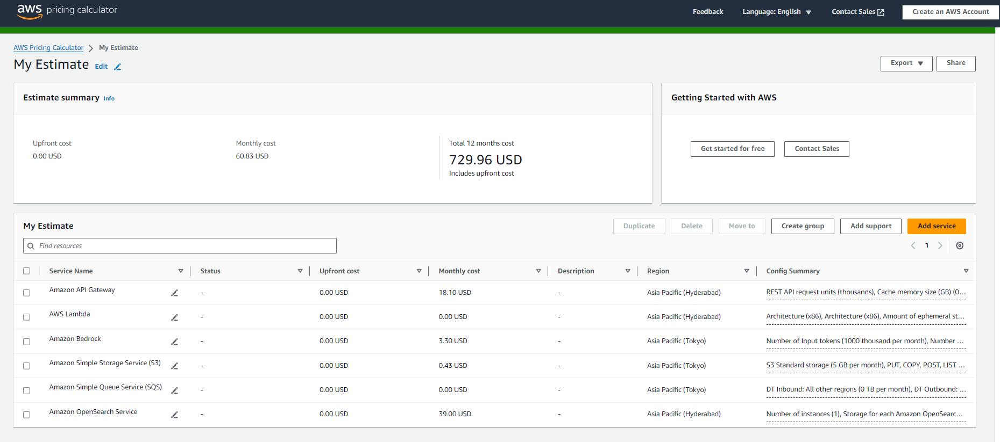 aws pricing calculator
Feedback Language: English Contact Sales Create an AWS Account
AWS Pricing Calculator My Estimate
My Estimate Edit
Export Share
Estimate summary Info
Getting Started with AWS
Upfront cost Monthly cost Total 12 months cost
0.00 USD 60.83 USD 729.96 USD
Includes upfront cost
Get started for free Contact Sales
My Estimate
Duplicate Delete Move to Create group Add support Add service
Find resources
1
Service Name Status Upfront cost Monthly cost Description Region Config Summary
Amazon API Gateway - 0.00 USD 18.10 USD - Asia Pacific (Hyderabad) REST API request units (thousands), Cache memory size (GB) (0...
AWS Lambda - 0.00 USD 0.00 USD - Asia Pacific (Hyderabad) Architecture (x86), Architecture (x86), Amount of ephemeral st...
Amazon Bedrock - 0.00 USD 3.30 USD - Asia Pacific (Tokyo) Number of Input tokens (1000 thousand per month), Number ...
Amazon Simple Storage Service (S3) - 0.00 USD 0.43 USD - Asia Pacific (Tokyo) S3 Standard storage (5 GB per month), PUT, COPY, POST, LIST ...
Amazon Simple Queue Service (SQS) - 0.00 USD 0.00 USD - Asia Pacific (Tokyo) DT Inbound: All other regions (0 TB per month), DT Outbound: ...
Amazon OpenSearch Service - 0.00 USD 39.00 USD - Asia Pacific (Hyderabad) Number of instances (1), Storage for each Amazon OpenSearc...